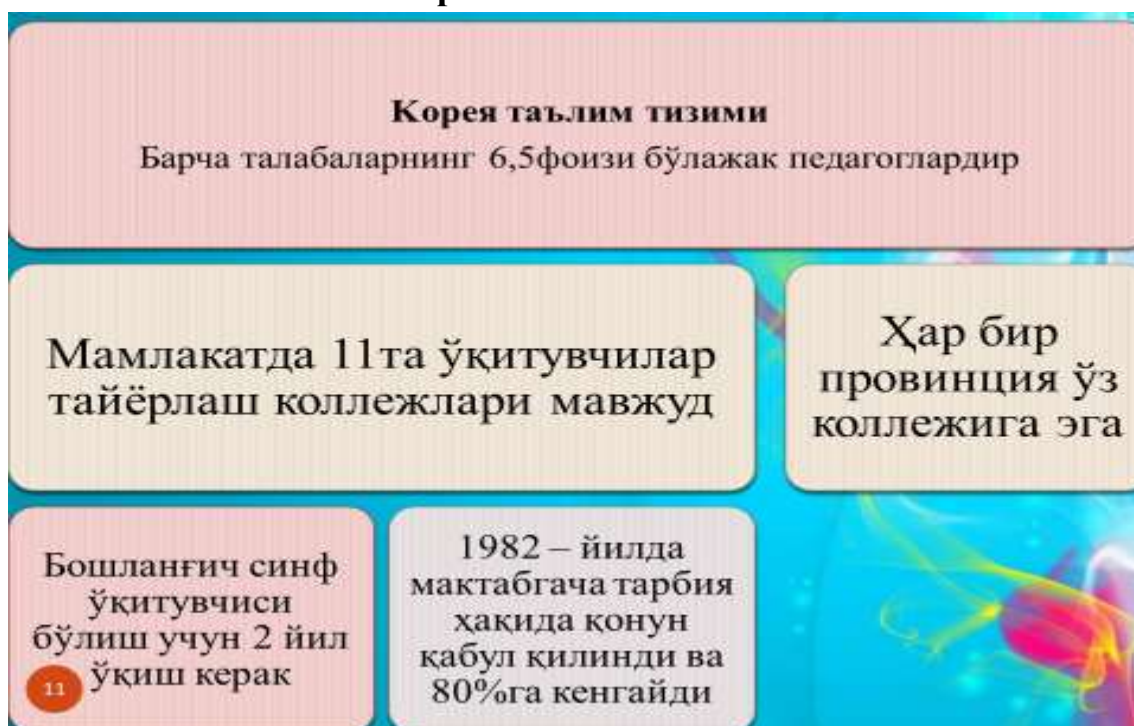 Корея таълим тизими
Барча талабаларнинг 6,5фоизи бўлажак педагоглардир
Мамлакатда 11та ўқитувчилар
тайёрлаш коллежлари мавжуд
Ҳар бир
провинция ўз
коллежига эга
Бошланғич синф
ўқитувчиси
бўлиш учун 2 йил
ўқиш керак
1982 – йилда
мактабгача тарбия
ҳақида қонун
қабул қилинди ва
80%га кенгайди
11